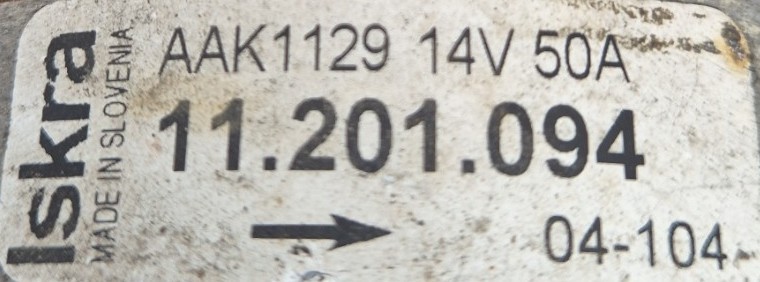 Iskra
MADE IN SLOVENIA
AAK1129 14V 50A
11.201.094
04-104